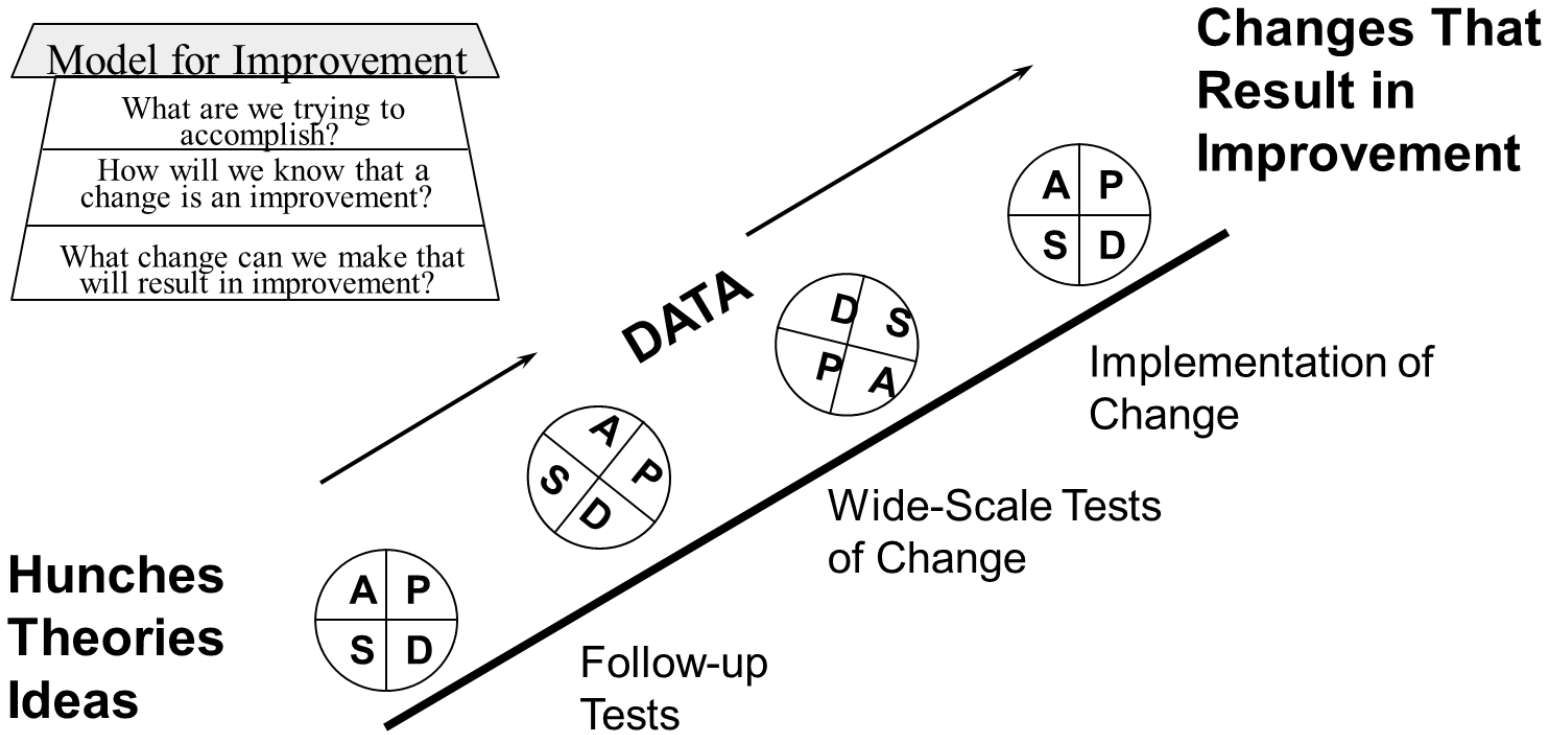 Model for Improvement
What are we trying to
accomplish?
How will we know that a
change is an improvement?
What change can we make that
will result in improvement?
Changes That
Result in
Improvement
A P
S D
DATA
D S
P A
Implementation of
Change
A
S P
D
Wide-Scale Tests
of Change
Hunches
Theories
Ideas
A P
S D
Follow-up
Tests